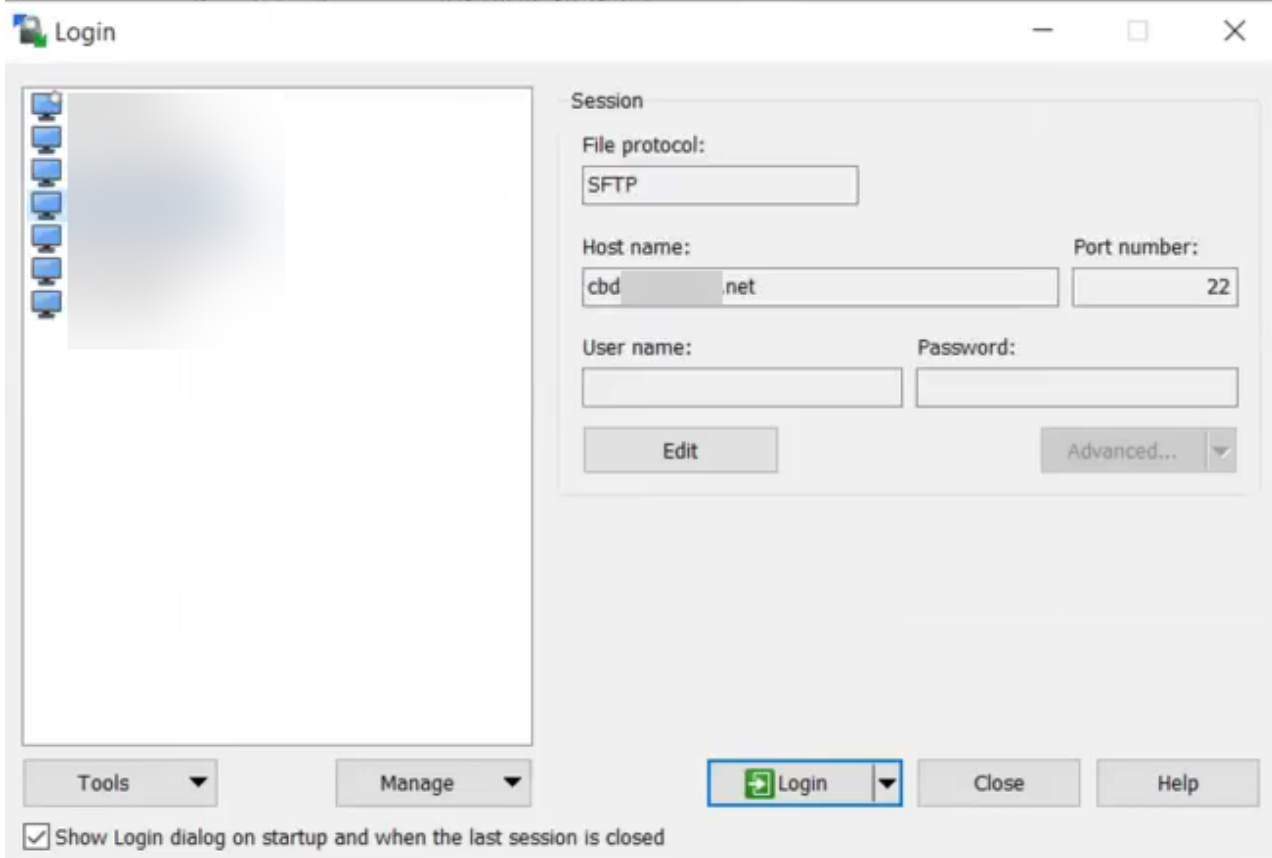 Login
Session
File protocol:
SFTP
Host name:
Port number:
cbd .net
22
User name:
Password:
Edit
Advanced...
Tools
Manage
Login
Close
Help
Show Login dialog on startup and when the last session is closed